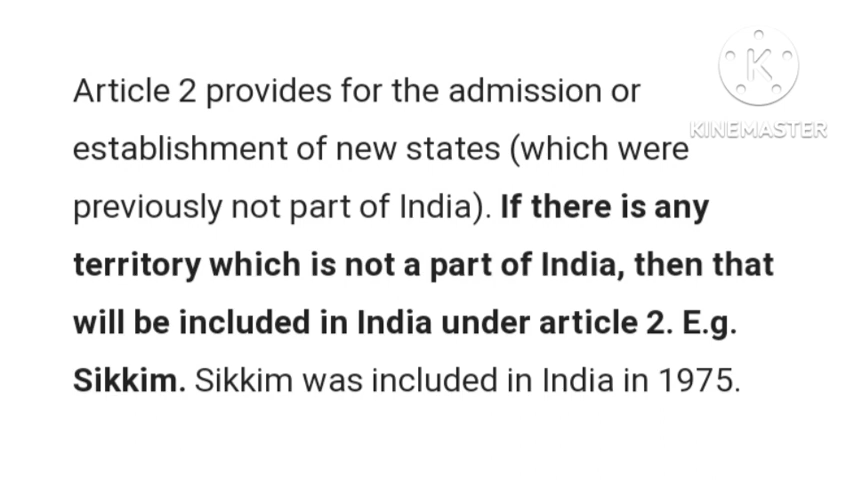 Article 2 provides for the admission or
establishment of new states (which were
previously not part of India). If there is any
territory which is not a part of India, then that
will be included in India under article 2. E.g.
Sikkim. Sikkim was included in India in 1975.
K
KINEMASTER